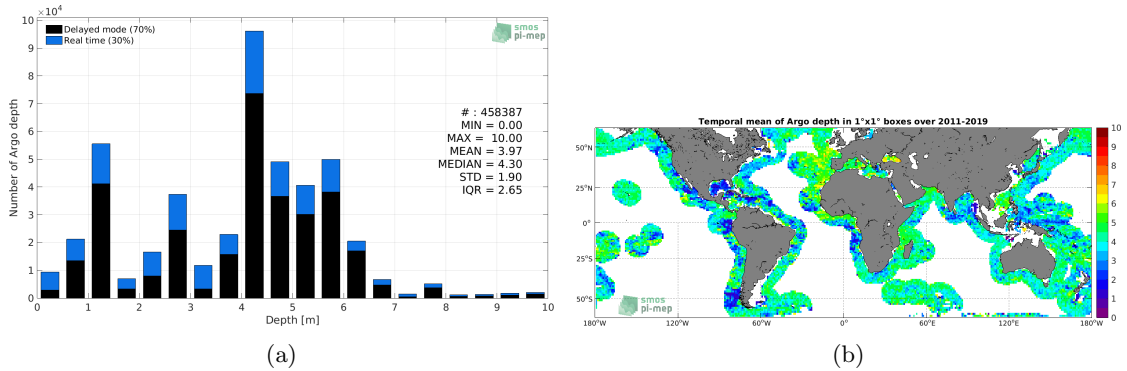 ×10⁴
10
9
8
7
6
5
4
3
2
1
0
Number of Argo depth
Delayed mode (70%)
Real time (30%)
smos
pi-mep
# : 458387
MIN = 0.00
MAX = 10.00
MEAN = 3.97
MEDIAN = 4.30
STD = 1.90
IQR = 2.65
0 1 2 3 4 5 6 7 8 9 10
Depth [m]
(a)
Temporal mean of Argo depth in 1°x1° boxes over 2011-2019
50°N
25°N
0°
25°S
50°S
smos
pi-mep
180°W 120°W 60°W 0° 60°E 120°E 180°E
10
9
8
7
6
5
4
3
2
1
0
(b)